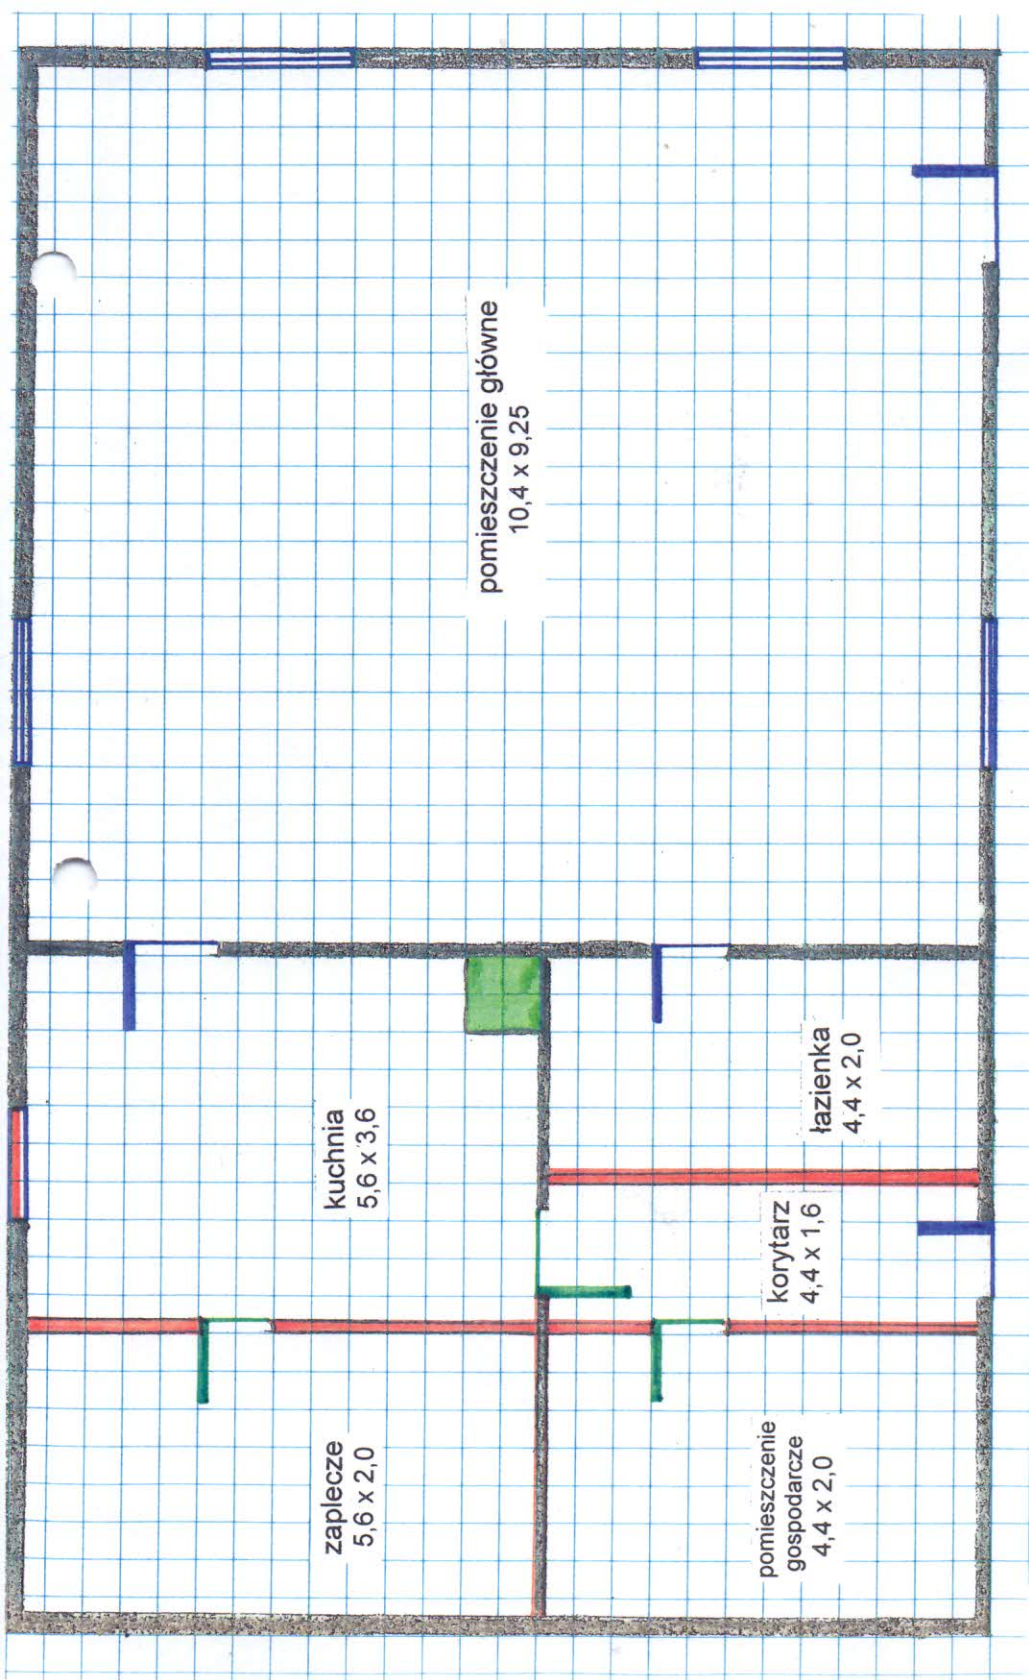 zaplecze
5,6 x 2,0
kuchnia
5,6 x 3,6
pomieszczenie główne
10,4 x 9,25
pomieszczenie
gospodarcze
4,4 x 2,0
korytarz
4,4 x 1,6
łazienka
4,4 x 2,0